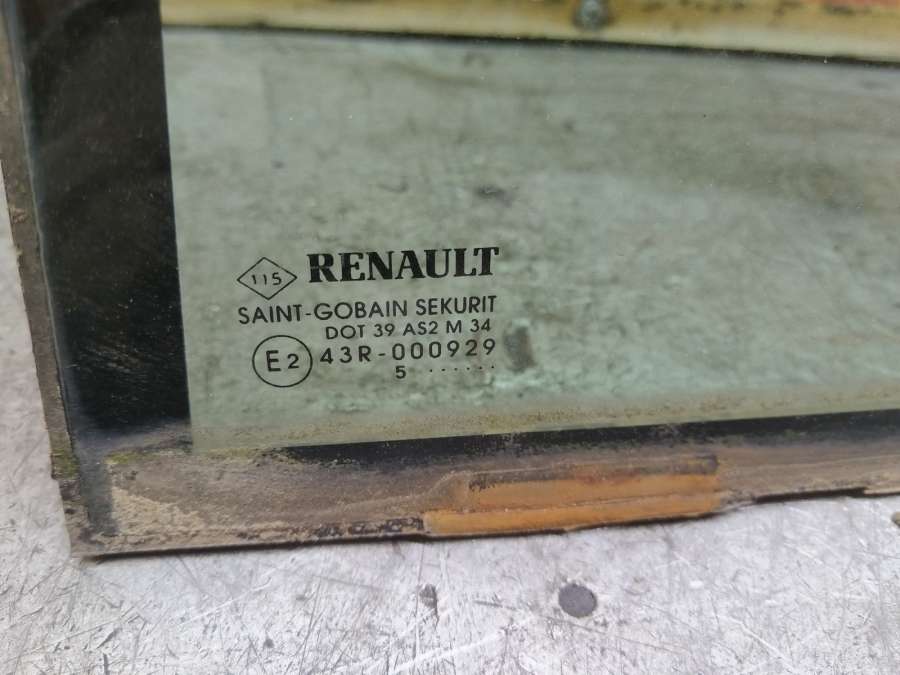 115 RENAULT
SAINT-GOBAIN SEKURIT
DOT 39 AS2 M 34
E2 43R-000929
5 ······